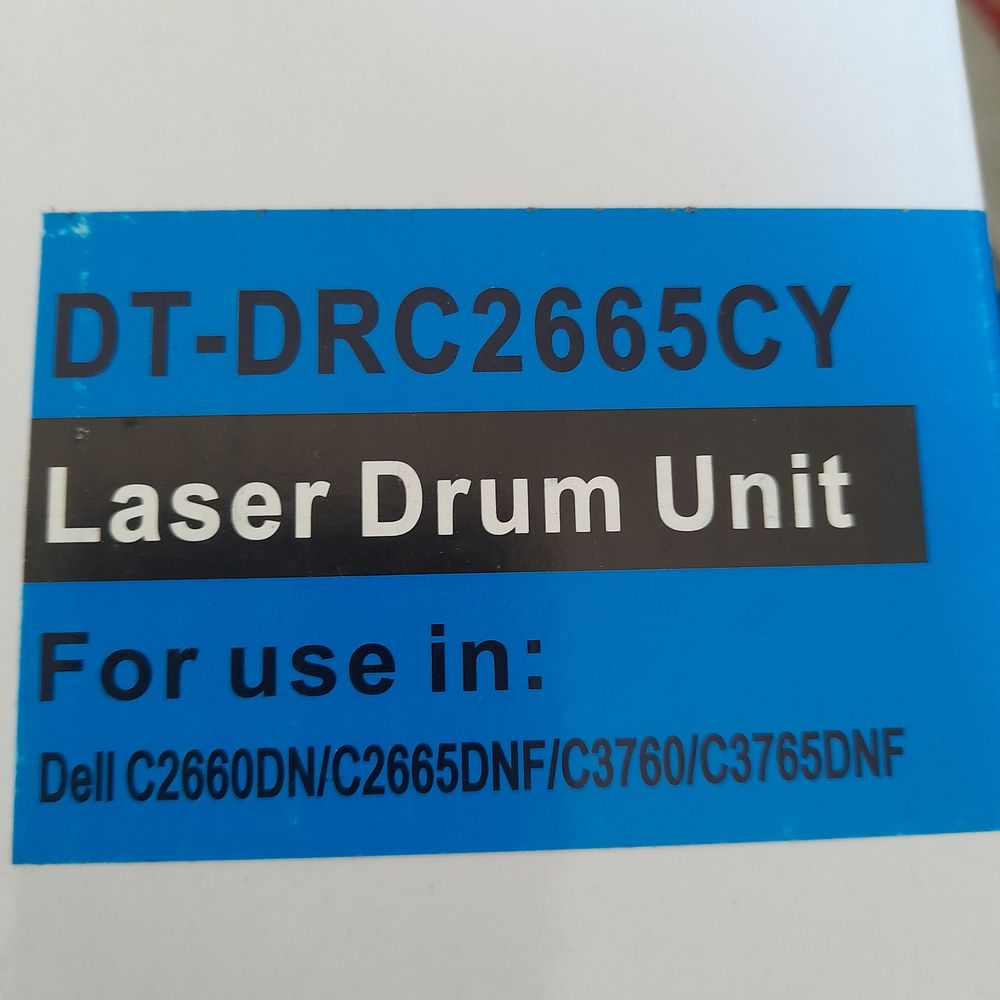 DT-DRC2665CY
Laser Drum Unit
For use in:
Dell C2660DN/C2665DNF/C3760/C3765DNF